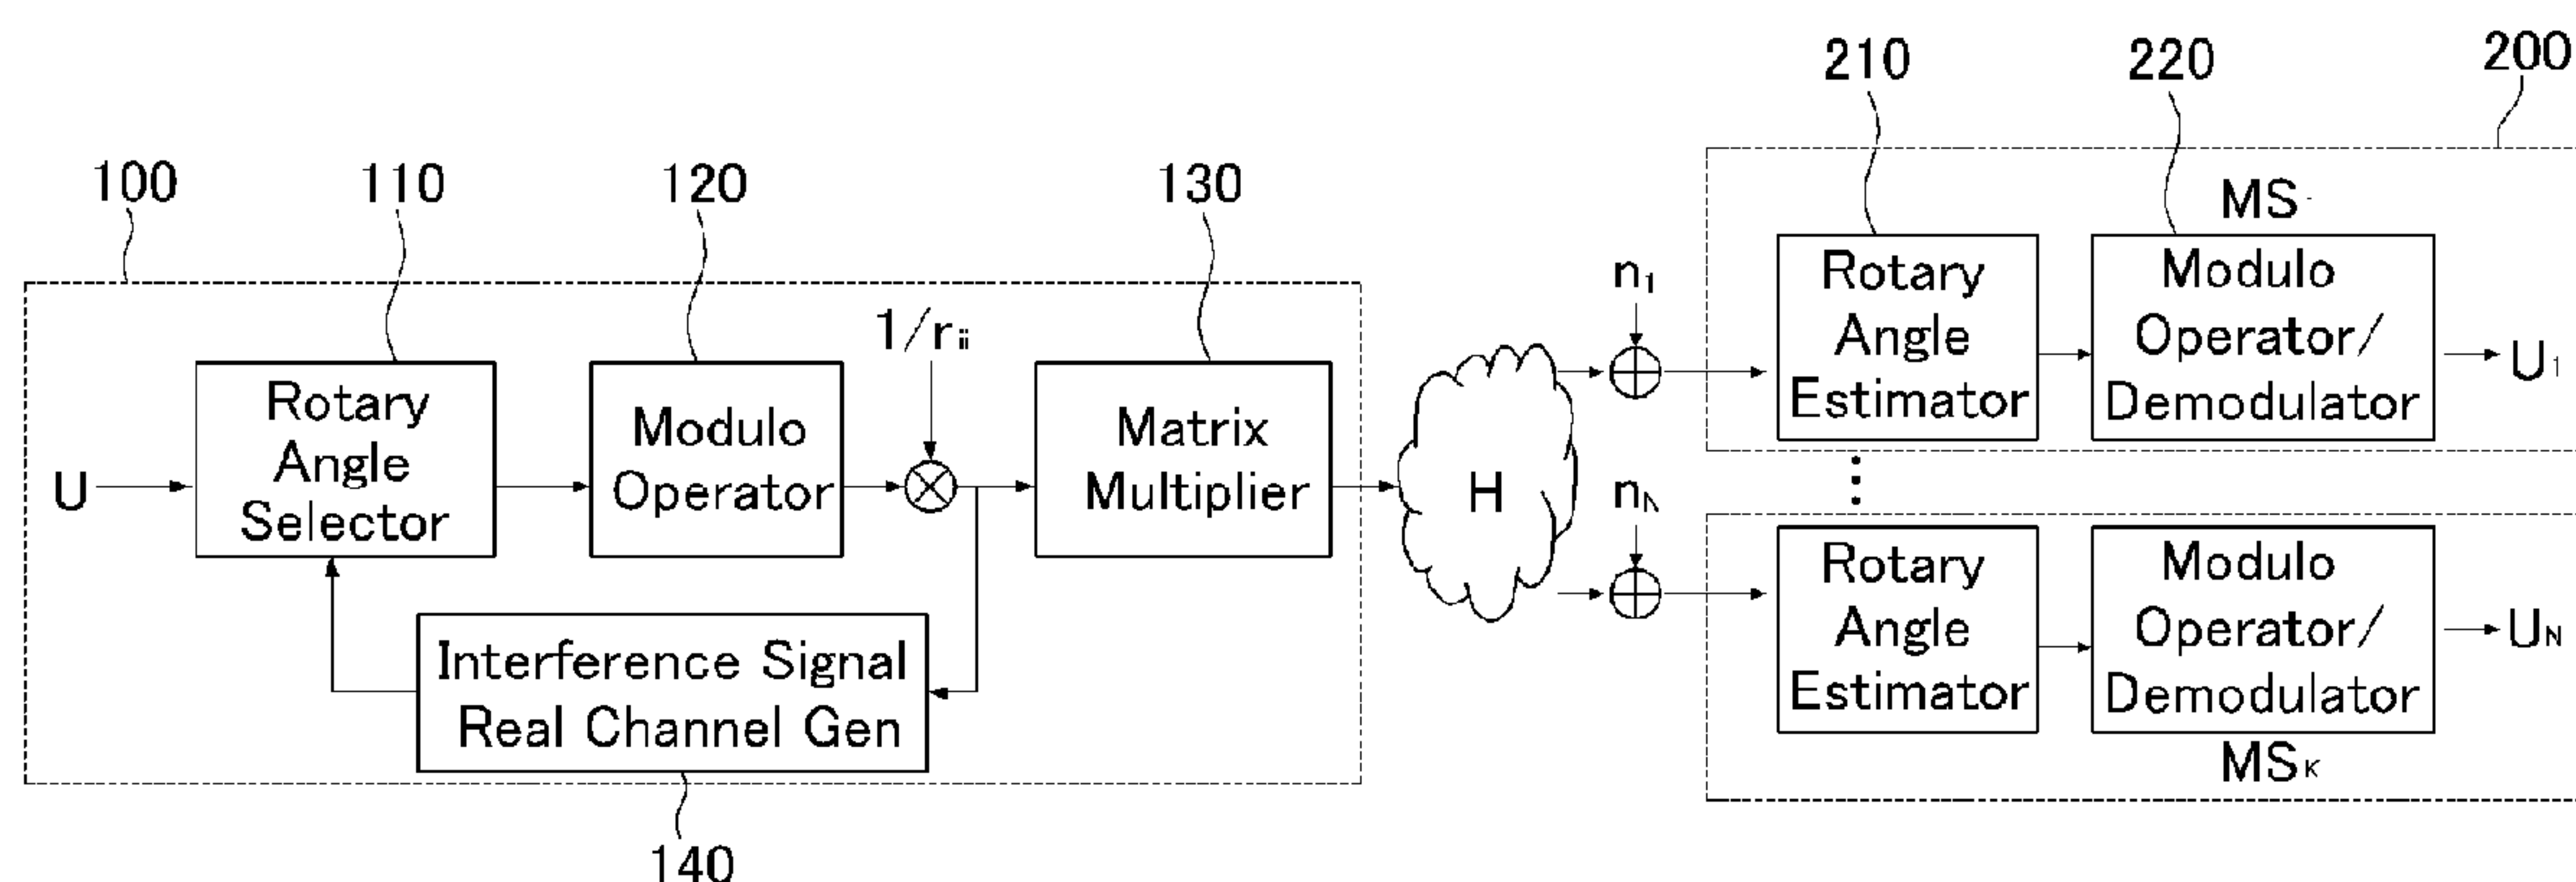 100
110
120
130
210
220
200
U
Rotary
Angle
Selector
Modulo
Operator
1/rii
Matrix
Multiplier
Interference Signal
Real Channel Gen
140
H
n1
nN
MS
Rotary
Angle
Estimator
Modulo
Operator/
Demodulator
U1
Rotary
Angle
Estimator
Modulo
Operator/
Demodulator
UN
MSK